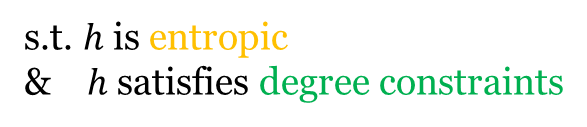 s.t. h is entropic
& h satisfies degree constraints